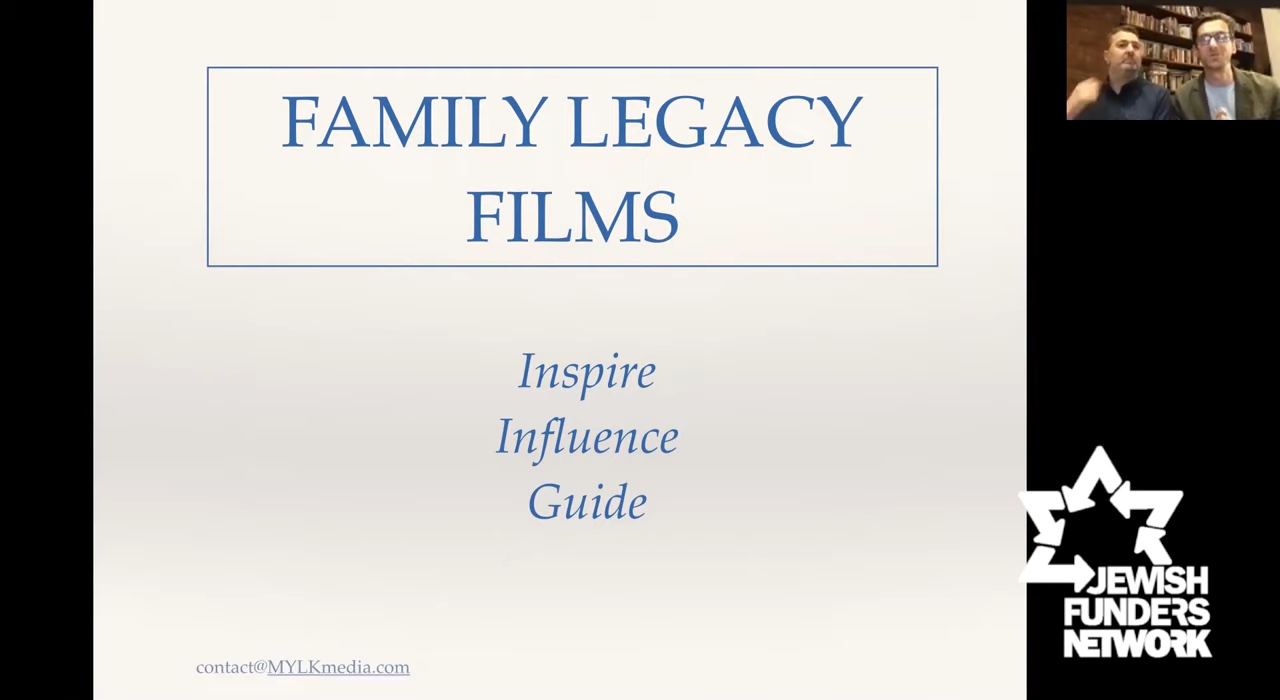 FAMILY LEGACY
FILMS
Inspire
Influence
Guide
contact@MYLKmedia.com
JEWISH
FUNDERS
NETWORK